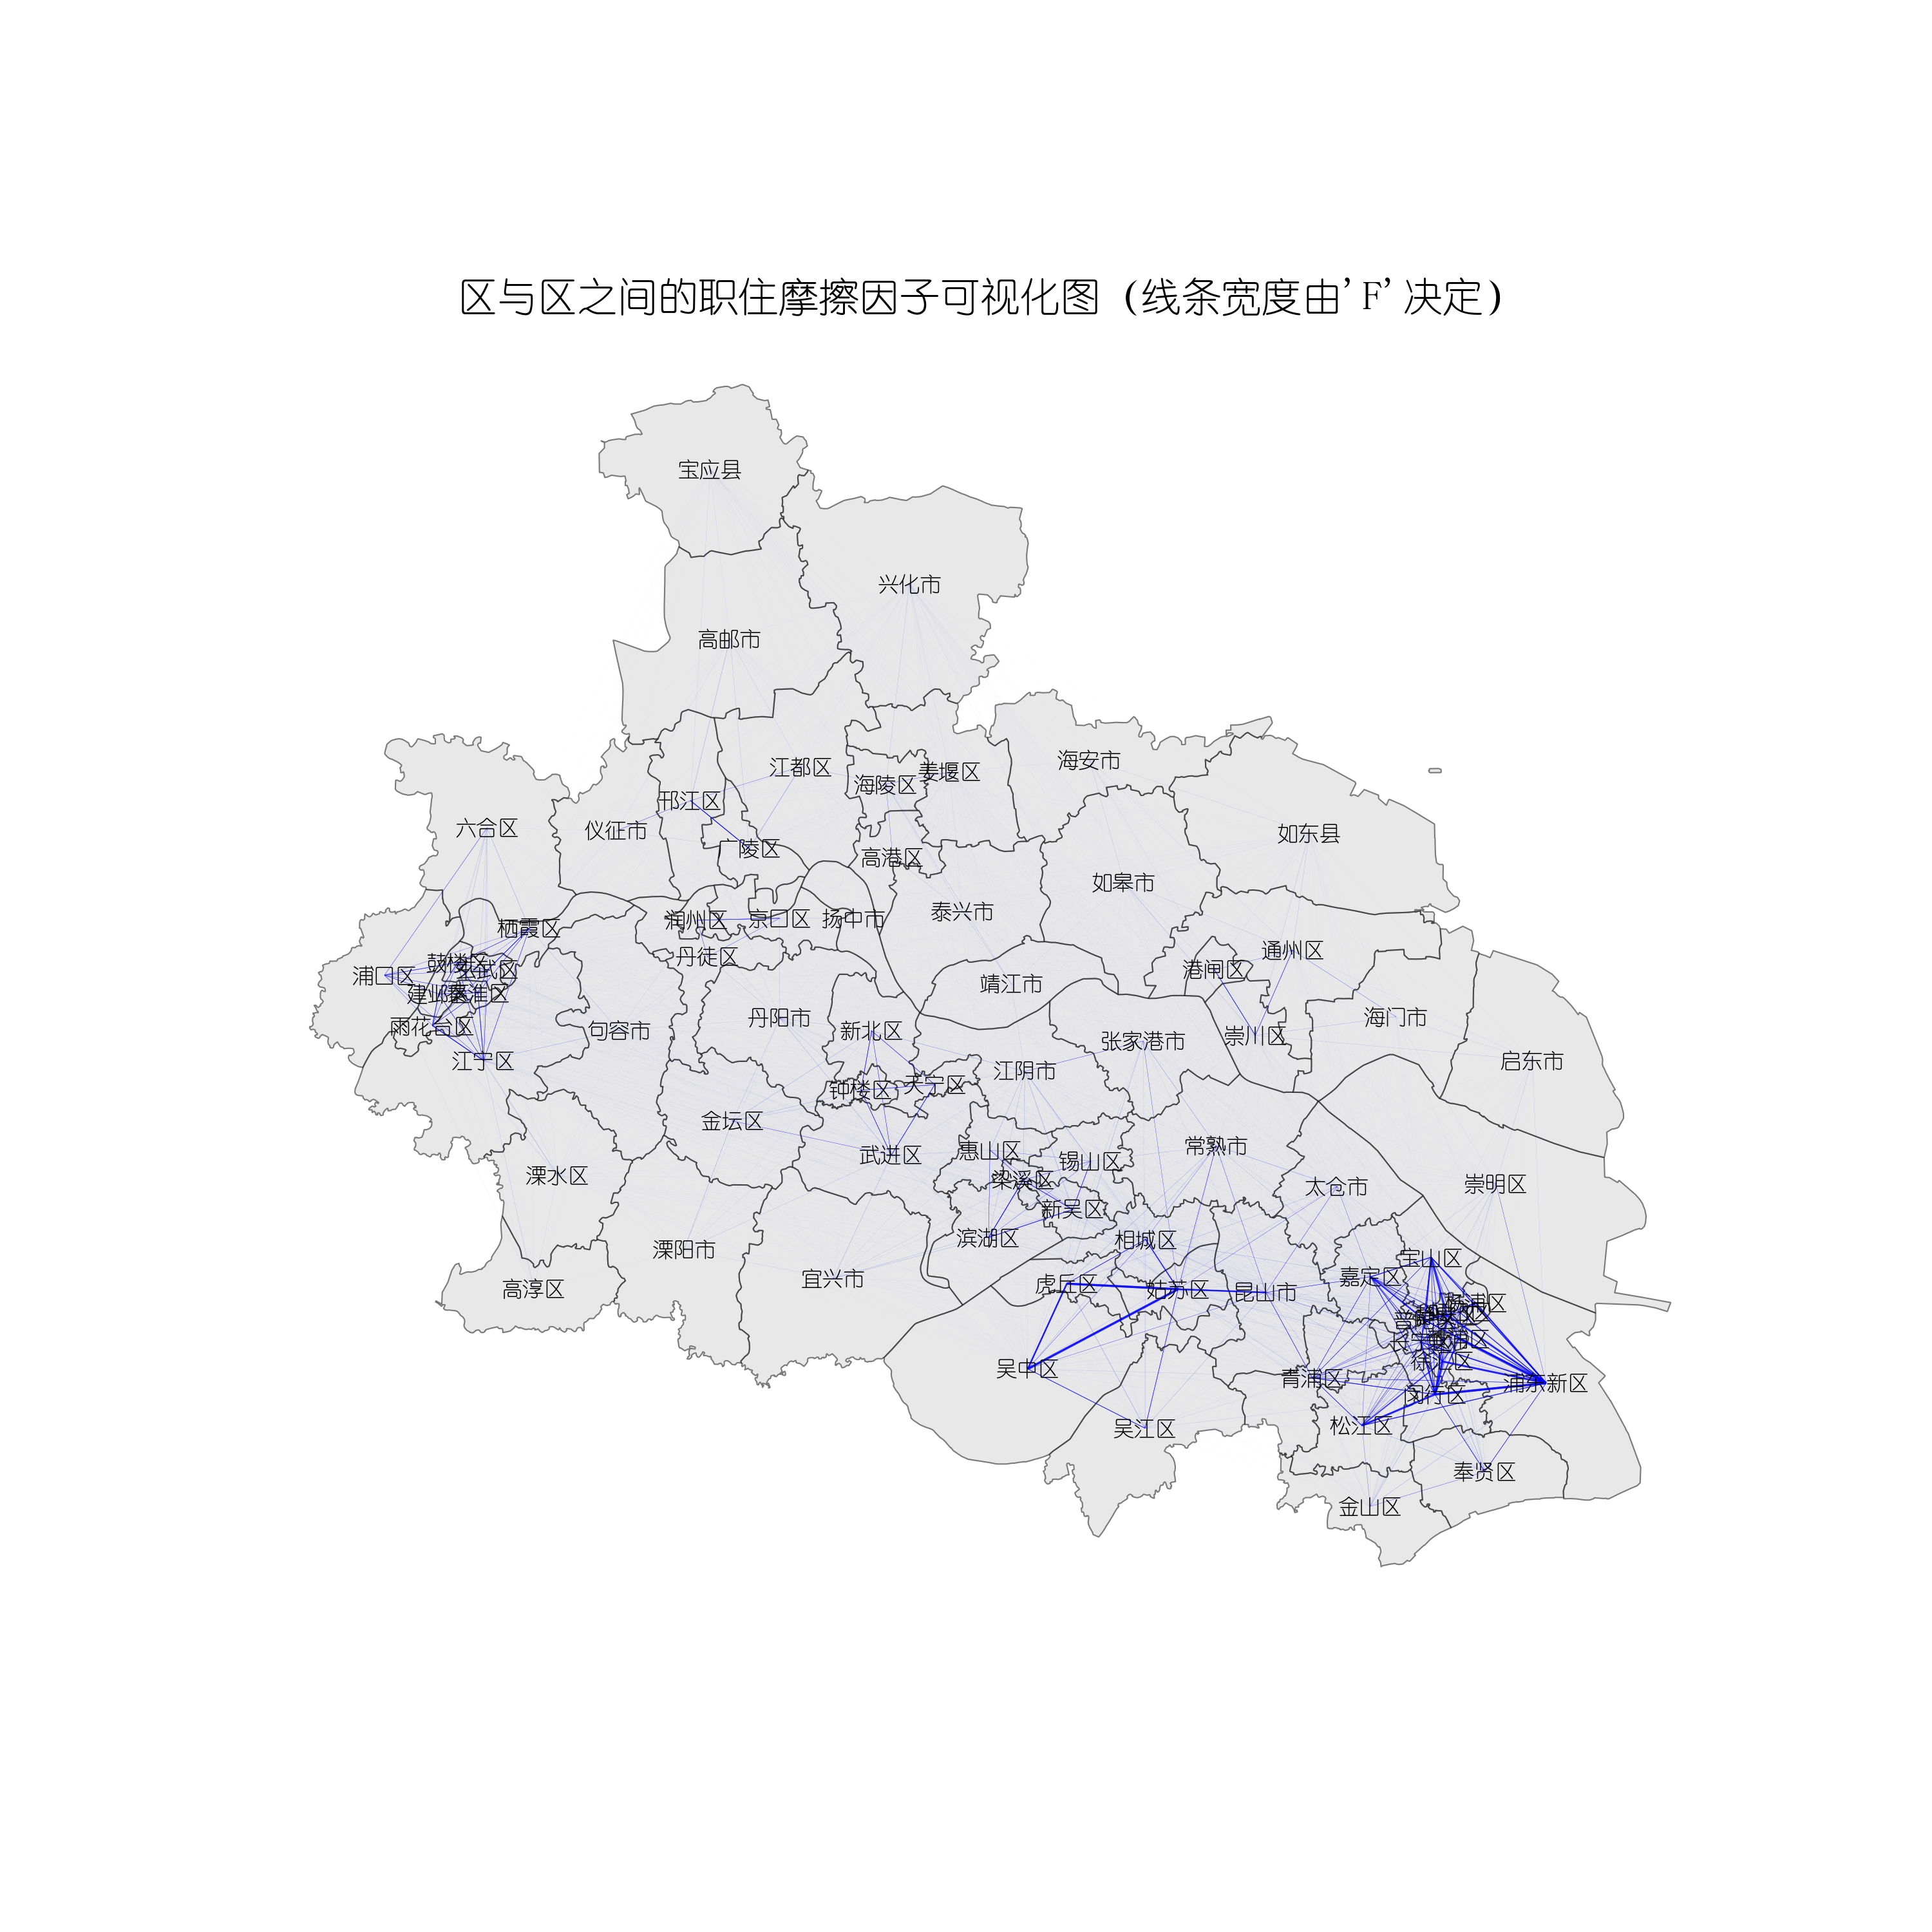 区与区之间的职住摩擦因子可视化图 (线条宽度由'F'决定)
宝应县
兴化市
高邮市
海安市
江都区
姜堰区
海陵区
邗江区
六合区
仪征市
如东县
广陵区
高港区
如皋市
泰兴市
润州区
京口区
扬中市
栖霞区
通州区
丹徒区
鼓楼区
玄武区
港闸区
浦口区
靖江市
建邺区
秦淮区
丹阳市
海门市
雨花台区
句容市
新北区
崇川区
张家港市
江宁区
启东市
江阴市
天宁区
钟楼区
金坛区
常熟市
惠山区
武进区
锡山区
溧水区
梁溪区
崇明区
太仓市
新吴区
滨湖区
相城区
溧阳市
宝山区
宜兴市
嘉定区
虎丘区
高淳区
姑苏区
昆山市
杨浦区
徐汇区
吴中区
青浦区
浦东新区
闵行区
松江区
吴江区
奉贤区
金山区